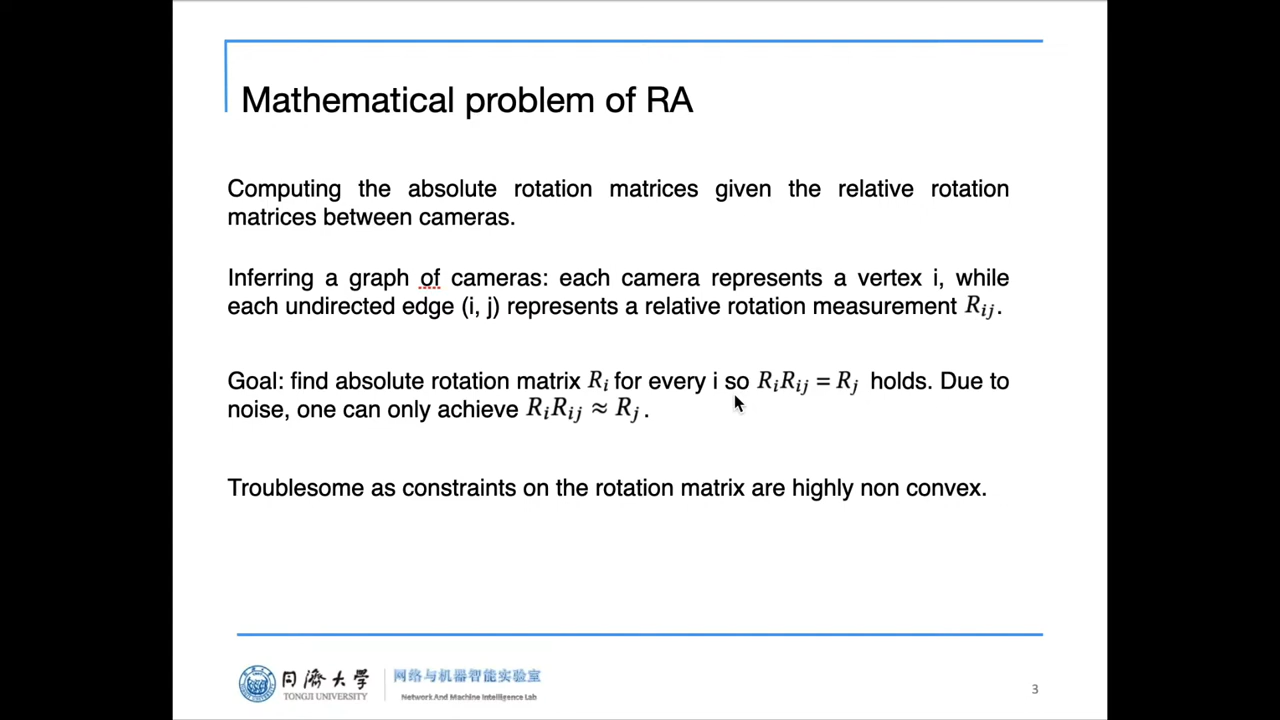 Mathematical problem of RA
Computing the absolute rotation matrices given the relative rotation
matrices between cameras.
Inferring a graph of cameras: each camera represents a vertex i, while
each undirected edge (i, j) represents a relative rotation measurement R_{ij}.
Goal: find absolute rotation matrix R_i for every i so R_iR_{ij} = R_j holds. Due to
noise, one can only achieve R_iR_{ij} ≈ R_j.
Troublesome as constraints on the rotation matrix are highly non convex.
同濟大学
TONGJI UNIVERSITY
网络与机器智能实验室
Network And Machine Intelligence Lab
3